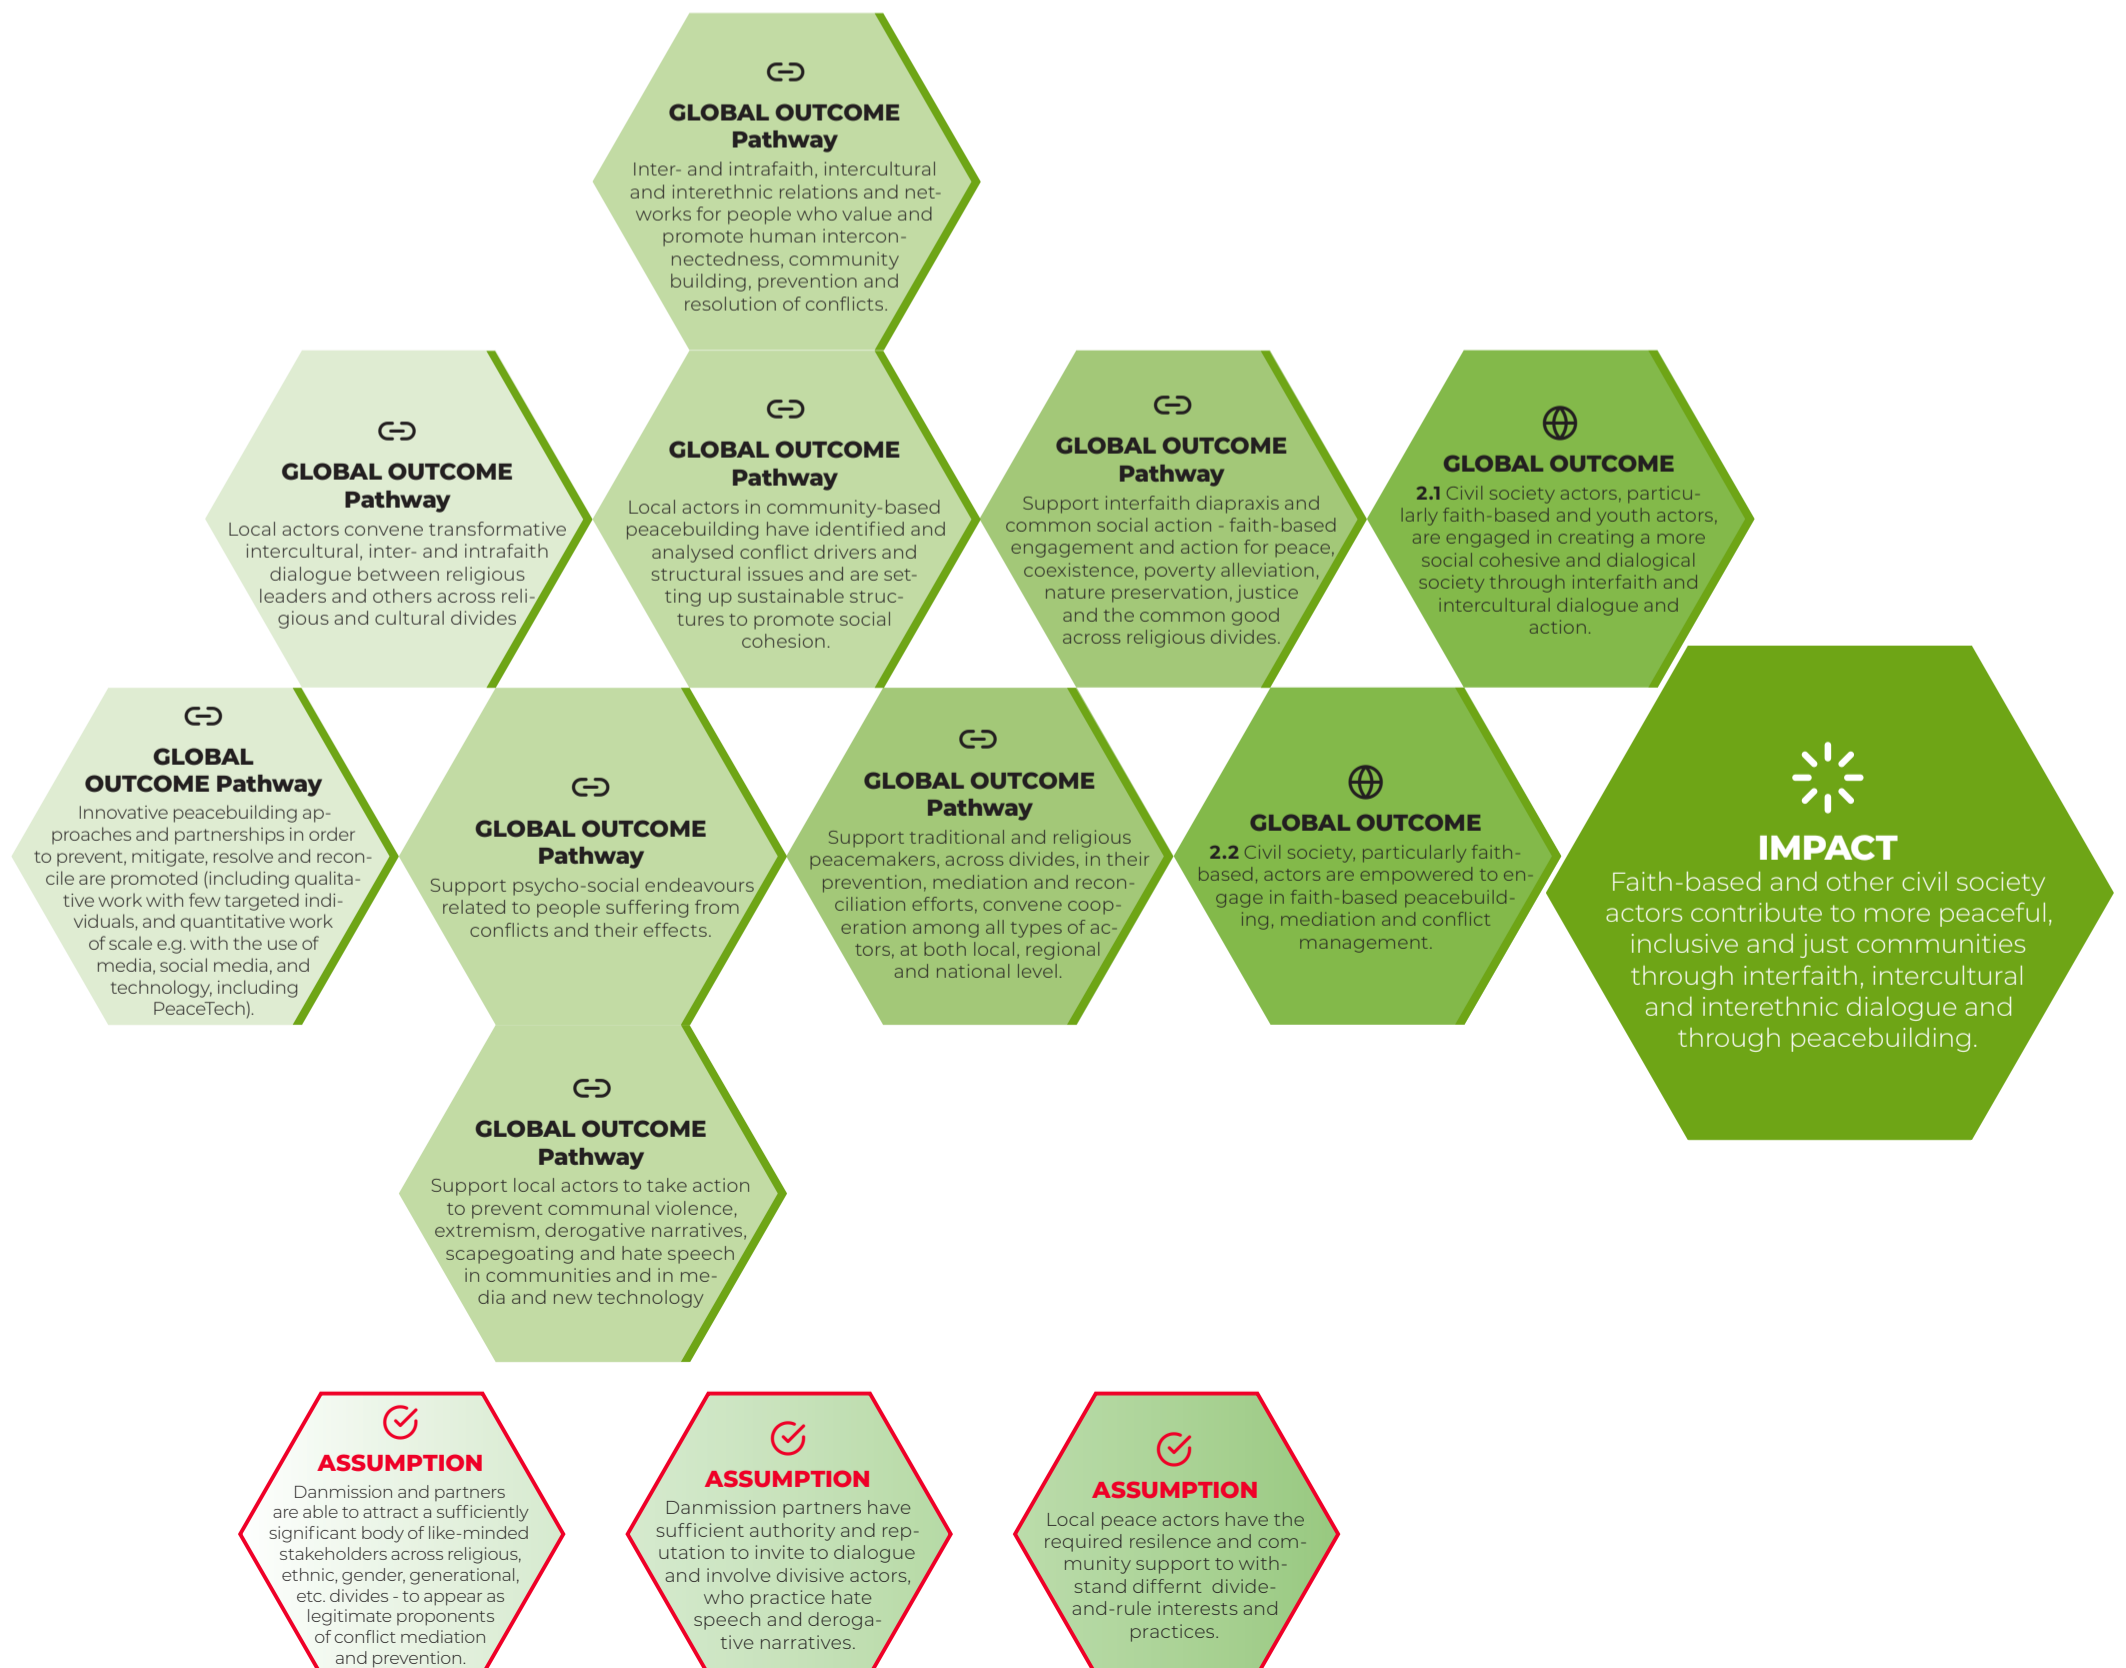 GLOBAL OUTCOME
Pathway
Inter- and intrafaith, intercultural
and interethnic relations and net-
works for people who value and
promote human intercon-
nectedness, community
building, prevention and
resolution of conflicts.
GLOBAL OUTCOME
Pathway
Local actors convene transformative
intercultural, inter- and intrafaith
dialogue between religious
leaders and others across reli-
gious and cultural divides
GLOBAL OUTCOME
Pathway
Local actors in community-based
peacebuilding have identified and
analysed conflict drivers and
structural issues and are set-
ting up sustainable struc-
tures to promote social
cohesion.
GLOBAL OUTCOME
Pathway
Support interfaith diapraxis and
common social action - faith-based
engagement and action for peace,
coexistence, poverty alleviation,
nature preservation, justice
and the common good
across religious divides.
GLOBAL OUTCOME
2.1 Civil society actors, particu-
larly faith-based and youth actors,
are engaged in creating a more
social cohesive and dialogical
society through interfaith and
intercultural dialogue and
action.
GLOBAL
OUTCOME Pathway
Innovative peacebuilding ap-
proaches and partnerships in order
to prevent, mitigate, resolve and recon-
cile are promoted (including qualita-
tive work with few targeted indi-
viduals, and quantitative work
of scale e.g. with the use of
media, social media, and
technology, including
PeaceTech).
GLOBAL OUTCOME
Pathway
Support psycho-social endeavours
related to people suffering from
conflicts and their effects.
GLOBAL OUTCOME
Pathway
Support traditional and religious
peacemakers, across divides, in their
prevention, mediation and recon-
ciliation efforts, convene coop-
eration among all types of ac-
tors, at both local, regional
and national level.
GLOBAL OUTCOME
2.2 Civil society, particularly faith-
based, actors are empowered to en-
gage in faith-based peacebuild-
ing, mediation and conflict
management.
IMPACT
Faith-based and other civil society
actors contribute to more peaceful,
inclusive and just communities
through interfaith, intercultural
and interethnic dialogue and
through peacebuilding.
GLOBAL OUTCOME
Pathway
Support local actors to take action
to prevent communal violence,
extremism, derogative narratives,
scapegoating and hate speech
in communities and in me-
dia and new technology
ASSUMPTION
Danmission and partners
are able to attract a sufficiently
significant body of like-minded
stakeholders across religious,
ethnic, gender, generational,
etc. divides - to appear as
legitimate proponents
of conflict mediation
and prevention.
ASSUMPTION
Danmission partners have
sufficient authority and rep-
utation to invite to dialogue
and involve divisive actors,
who practice hate
speech and deroga-
tive narratives.
ASSUMPTION
Local peace actors have the
required resilence and com-
munity support to with-
stand differnt divide-
and-rule interests and
practices.